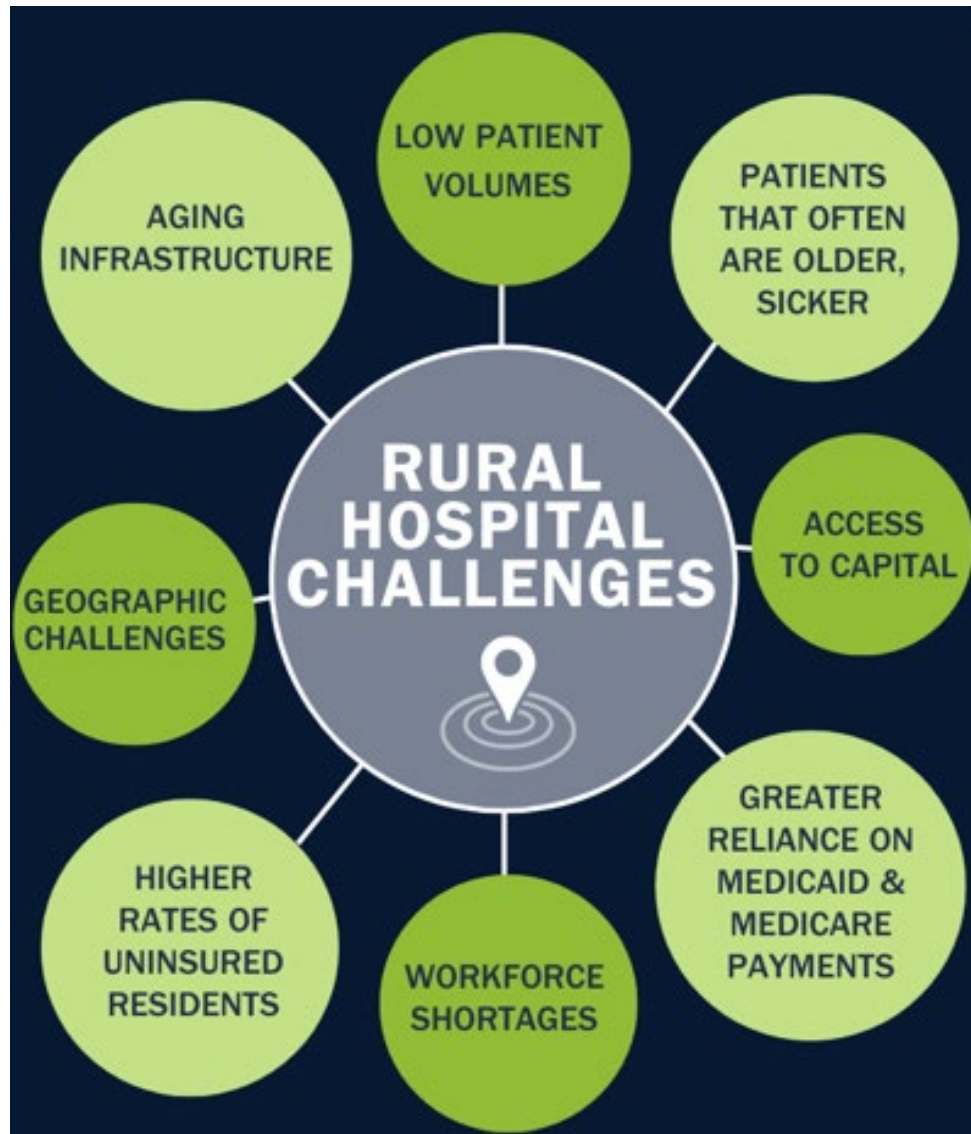 RURAL
HOSPITAL
CHALLENGES
LOW PATIENT
VOLUMES
PATIENTS
THAT OFTEN
ARE OLDER,
SICKER
ACCESS
TO CAPITAL
GREATER
RELIANCE ON
MEDICAID &
MEDICARE
PAYMENTS
WORKFORCE
SHORTAGES
HIGHER
RATES OF
UNINSURED
RESIDENTS
GEOGRAPHIC
CHALLENGES
AGING
INFRASTRUCTURE